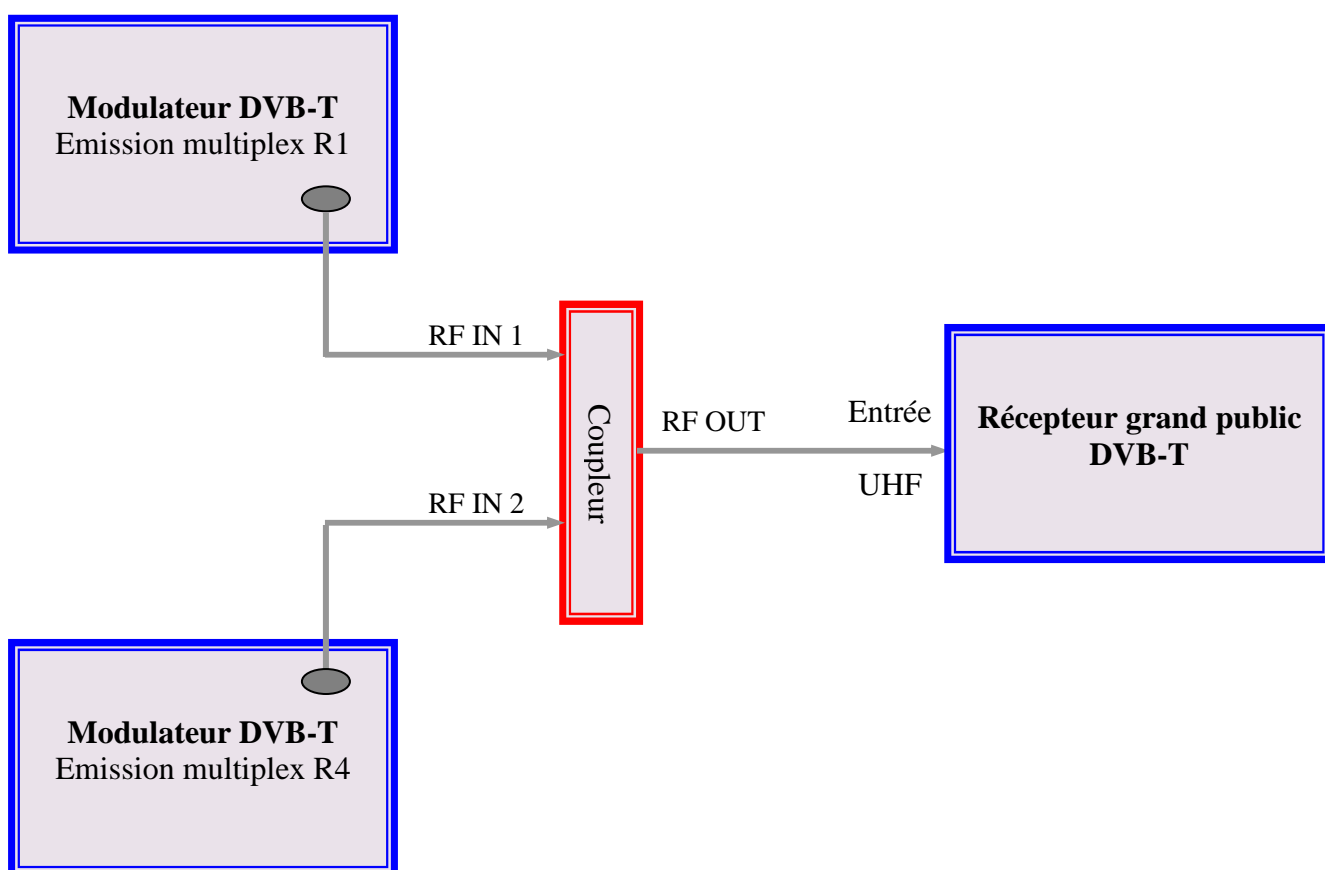 Modulateur DVB-T
Emission multiplex R1
RF IN 1
Coupleur
RF OUT
Entrée
UHF
Récepteur grand public
DVB-T
RF IN 2
Modulateur DVB-T
Emission multiplex R4